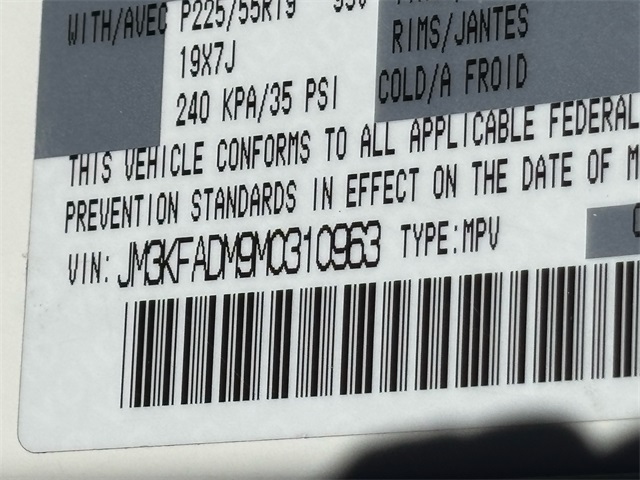 WITH/AVEC P225/55R19
RIMS/JANTES
19X7J
COLD/A FROID
240 KPA/35 PSI
THIS VEHICLE CONFORMS TO ALL APPLICABLE FEDERAL
PREVENTION STANDARDS IN EFFECT ON THE DATE OF M
VIN: JM3KFADM9M0310963 TYPE:MPV